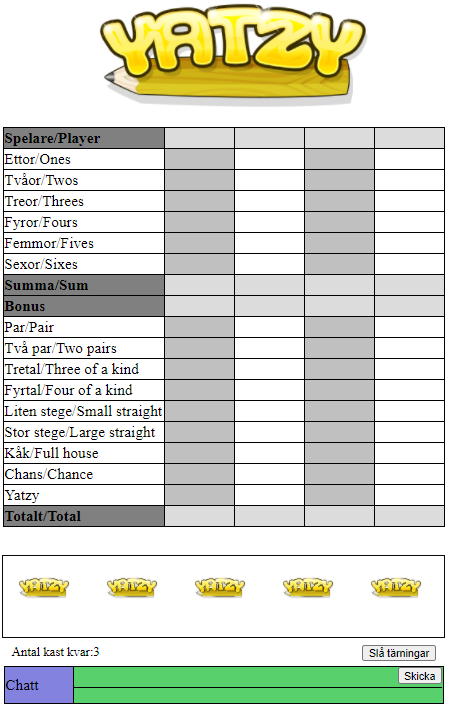 YATZY
Spelare/Player
Ettor/Ones
Tvåor/Twos
Treor/Threes
Fyror/Fours
Femmor/Fives
Sexor/Sixes
Summa/Sum
Bonus
Par/Pair
Två par/Two pairs
Tretal/Three of a kind
Fyrtal/Four of a kind
Liten stege/Small straight
Stor stege/Large straight
Kåk/Full house
Chans/Chance
Yatzy
Totalt/Total
YATZY YATZY YATZY YATZY YATZY
Antal kast kvar:3 Slå tärningar
Chatt Skicka